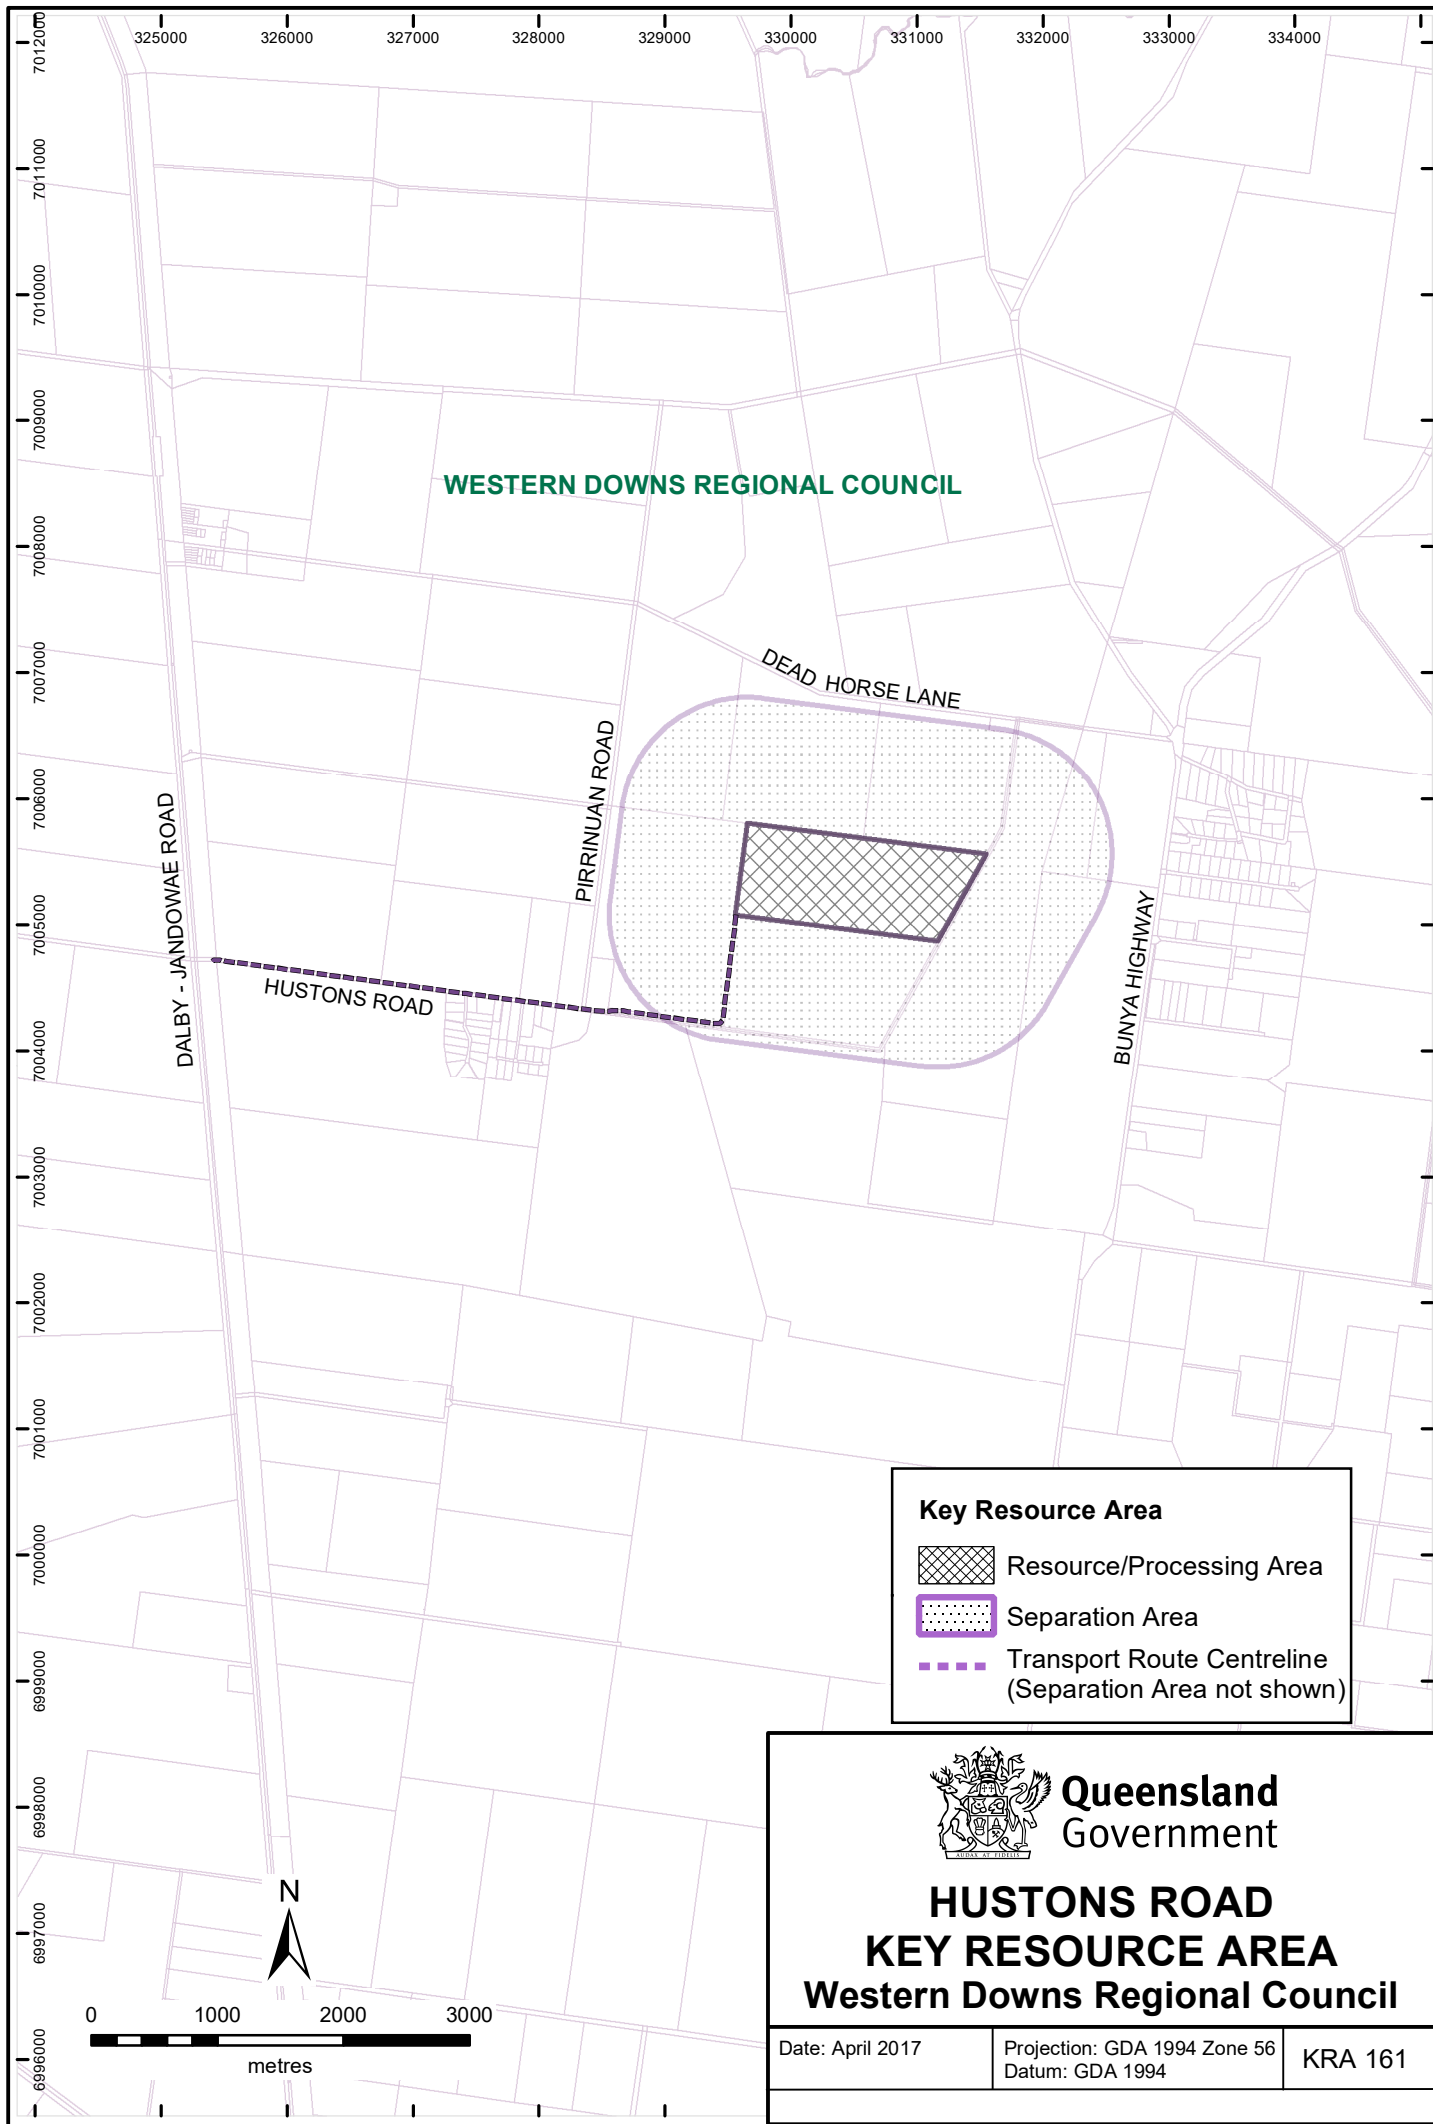 325000 326000 327000 328000 329000 330000 331000 332000 333000 334000
7012000
7011000
7010000
7009000
7008000
7007000
7006000
7005000
7004000
7003000
7002000
7001000
7000000
6999000
6998000
6997000
6996000
WESTERN DOWNS REGIONAL COUNCIL
DEAD HORSE LANE
PIRRINUAN ROAD
DALBY - JANDOWAE ROAD
HUSTONS ROAD
BUNYA HIGHWAY
Key Resource Area
Resource/Processing Area
Separation Area
Transport Route Centreline
(Separation Area not shown)
AUDAX AT FIDELIS
Queensland
Government
HUSTONS ROAD
KEY RESOURCE AREA
Western Downs Regional Council
Date: April 2017
Projection: GDA 1994 Zone 56
Datum: GDA 1994
KRA 161
N
0 1000 2000 3000
metres